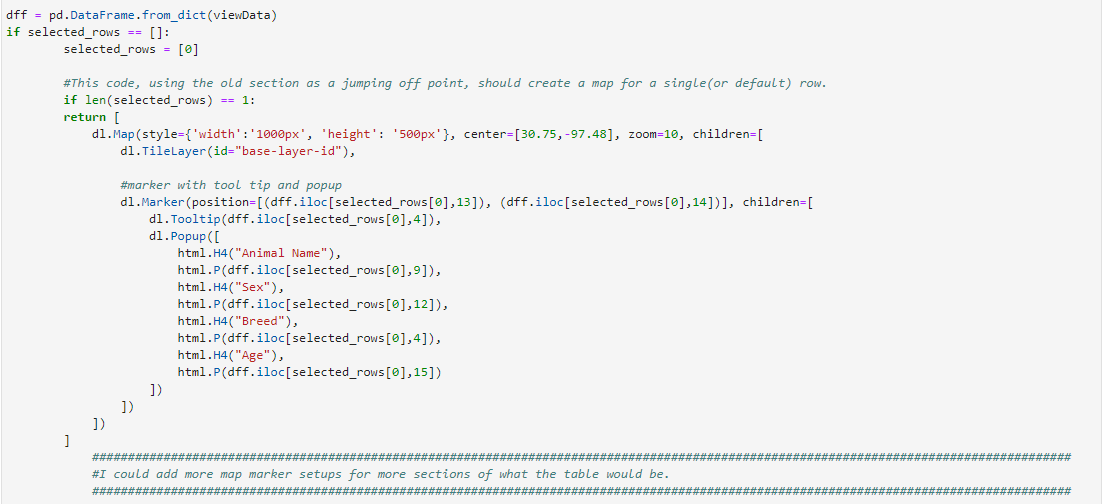 dff = pd.DataFrame.from_dict(viewData)
if selected_rows == []:
        selected_rows = [0]

        #This code, using the old section as a jumping off point, should create a map for a single(or default) row.
        if len(selected_rows) == 1:
        return [
            dl.Map(style={'width':'1000px', 'height': '500px'}, center=[30.75,-97.48], zoom=10, children=[
                dl.TileLayer(id="base-layer-id"),

                #marker with tool tip and popup
                dl.Marker(position=[(dff.iloc[selected_rows[0],13]), (dff.iloc[selected_rows[0],14])], children=[
                    dl.Tooltip(dff.iloc[selected_rows[0],4]),
                    dl.Popup([
                        html.H4("Animal Name"),
                        html.P(dff.iloc[selected_rows[0],9]),
                        html.H4("Sex"),
                        html.P(dff.iloc[selected_rows[0],12]),
                        html.H4("Breed"),
                        html.P(dff.iloc[selected_rows[0],4]),
                        html.H4("Age"),
                        html.P(dff.iloc[selected_rows[0],15])
                    ])
                ])
            ])
        ]
            #########################################################################################################################################
            #I could add more map marker setups for more sections of what the table would be.
            #########################################################################################################################################